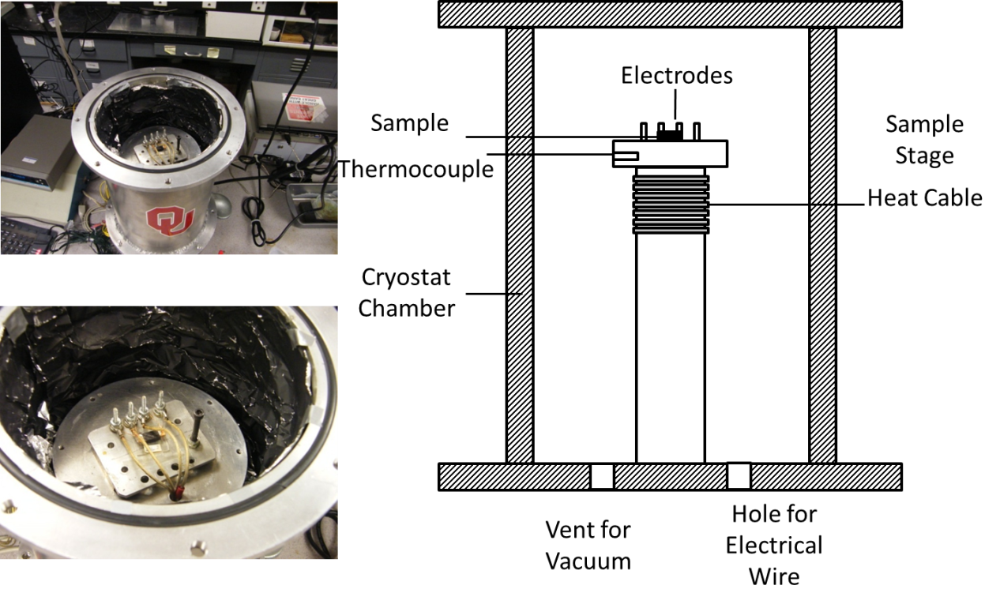 Electrodes
Sample
Thermocouple
Sample
Stage
Heat Cable
Cryostat
Chamber
Vent for
Vacuum
Hole for
Electrical
Wire
OU